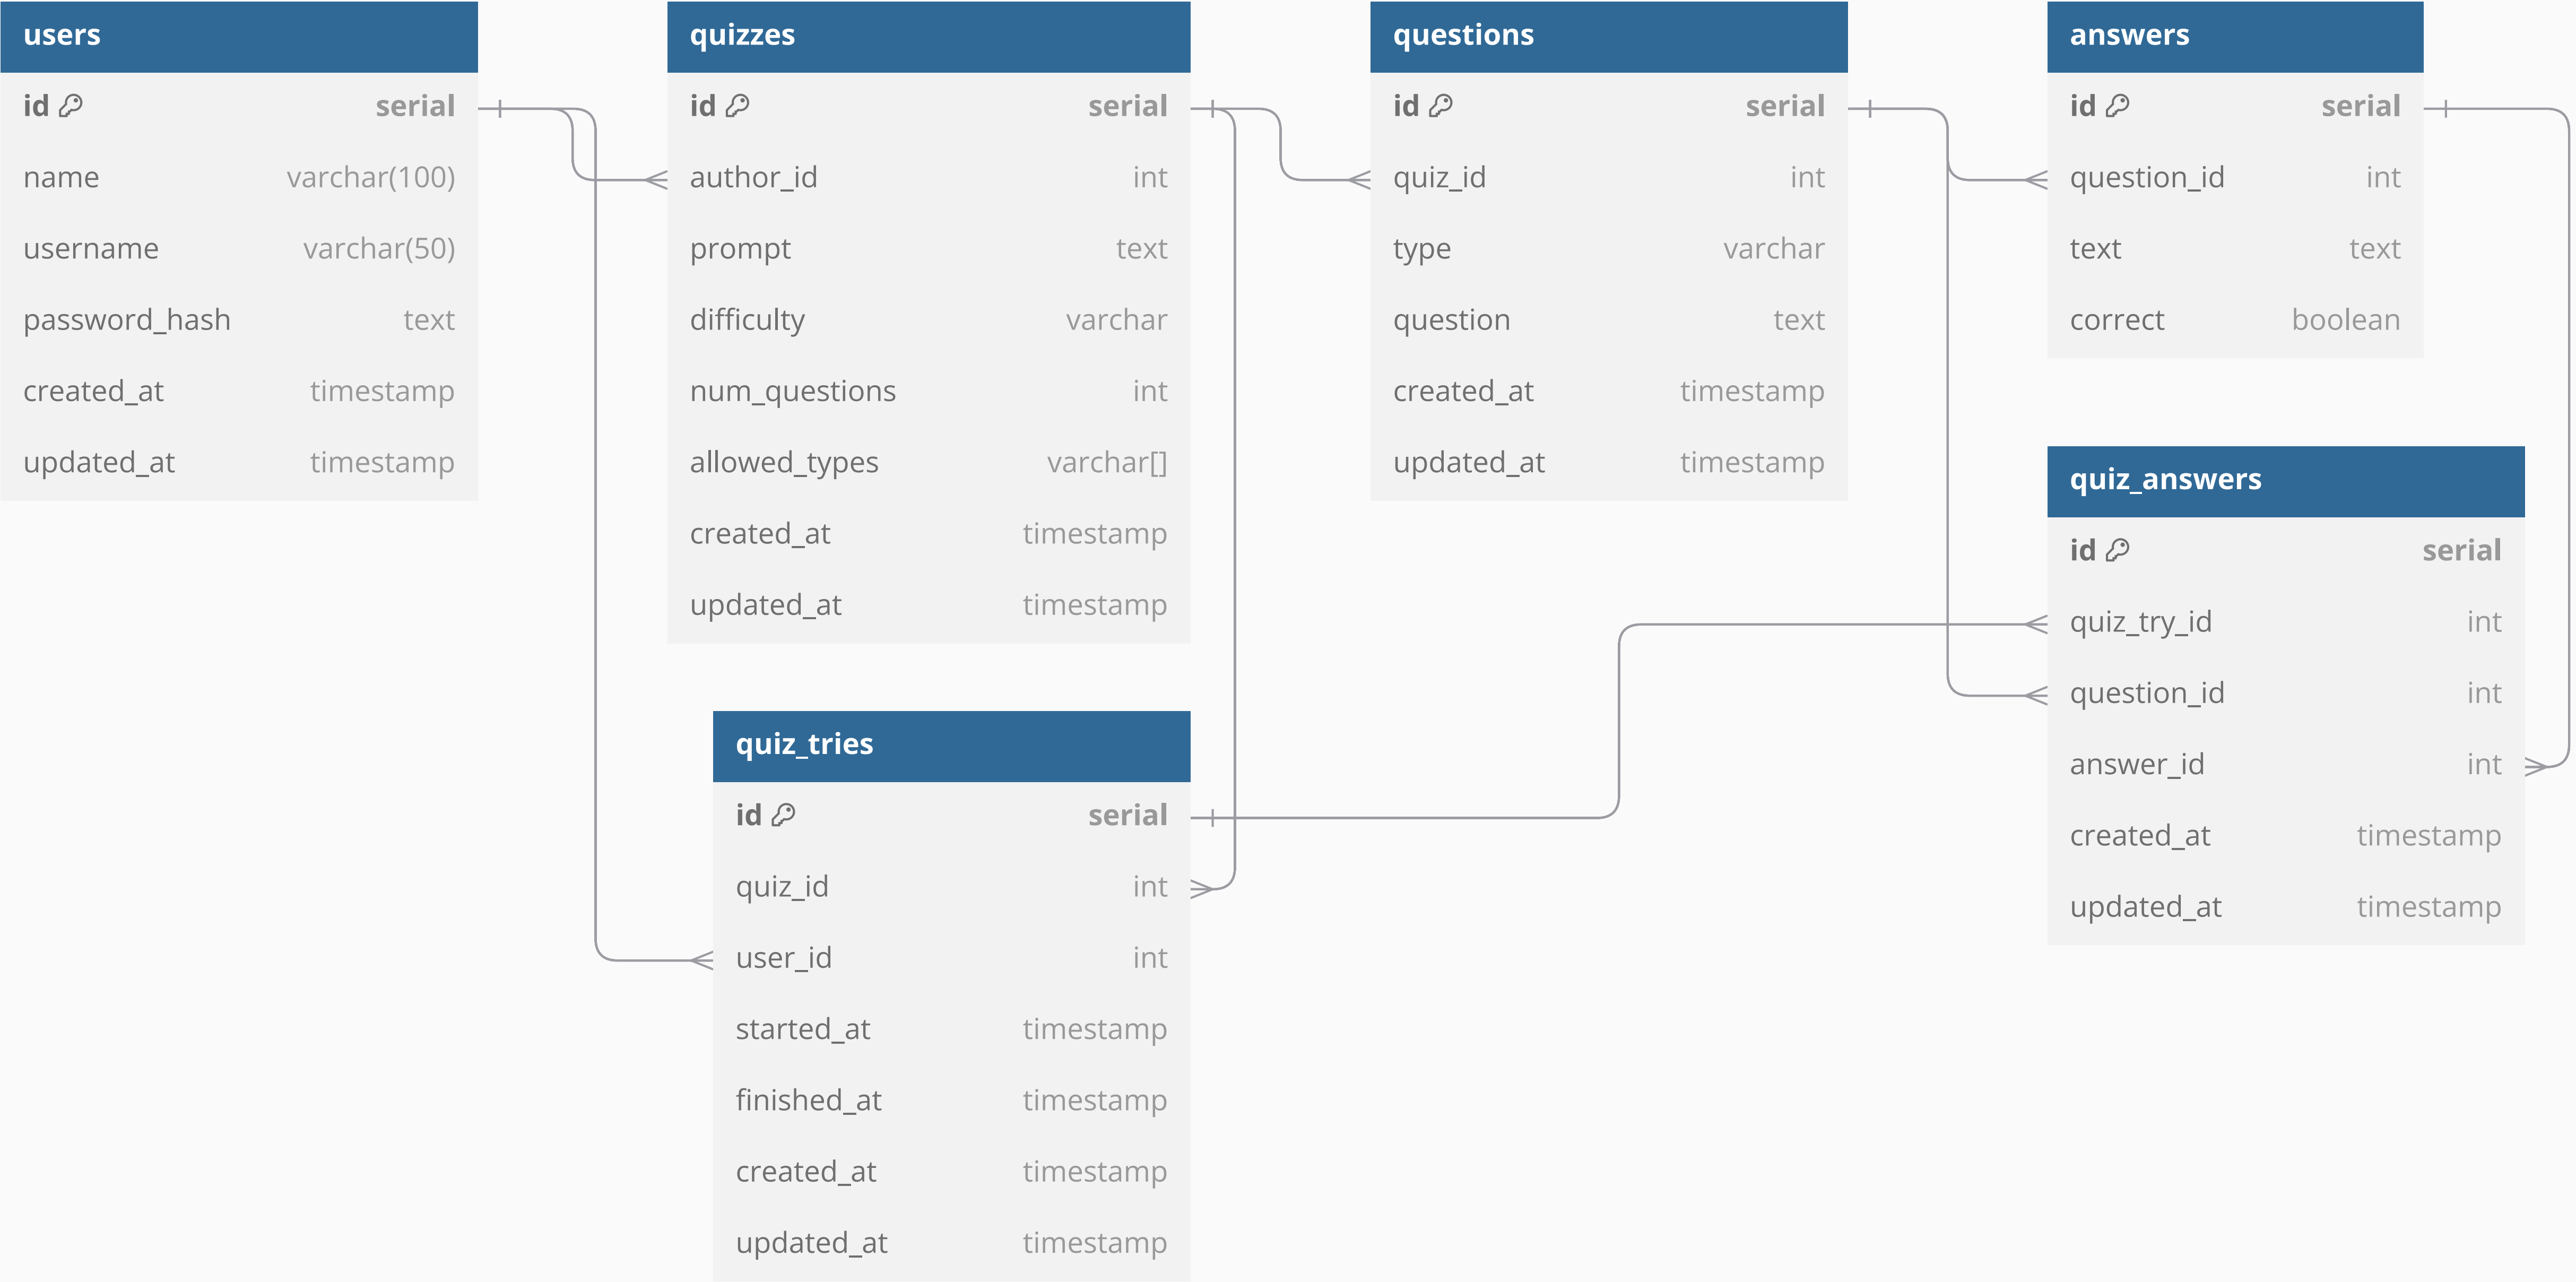 users
id serial
name varchar(100)
username varchar(50)
password_hash text
created_at timestamp
updated_at timestamp
quizzes
id serial
author_id int
prompt text
difficulty varchar
num_questions int
allowed_types varchar[]
created_at timestamp
updated_at timestamp
questions
id serial
quiz_id int
type varchar
question text
created_at timestamp
updated_at timestamp
answers
id serial
question_id int
text text
correct boolean
quiz_answers
id serial
quiz_try_id int
question_id int
answer_id int
created_at timestamp
updated_at timestamp
quiz_tries
id serial
quiz_id int
user_id int
started_at timestamp
finished_at timestamp
created_at timestamp
updated_at timestamp